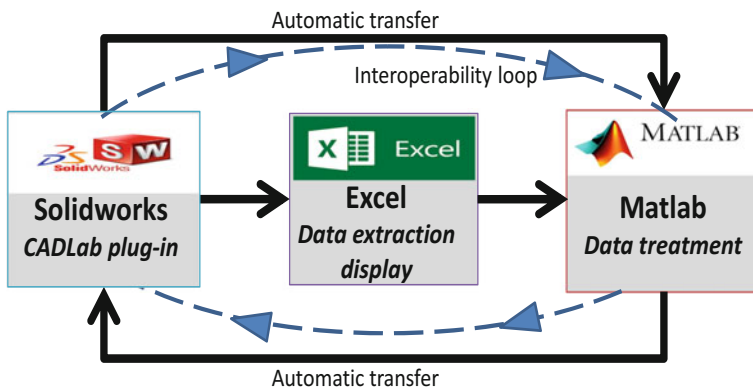 Automatic transfer
Interoperability loop
SW
SolidWorks
Solidworks
CADLab plug-in
X Excel
Excel
Data extraction
display
MATLAB
Matlab
Data treatment
Automatic transfer